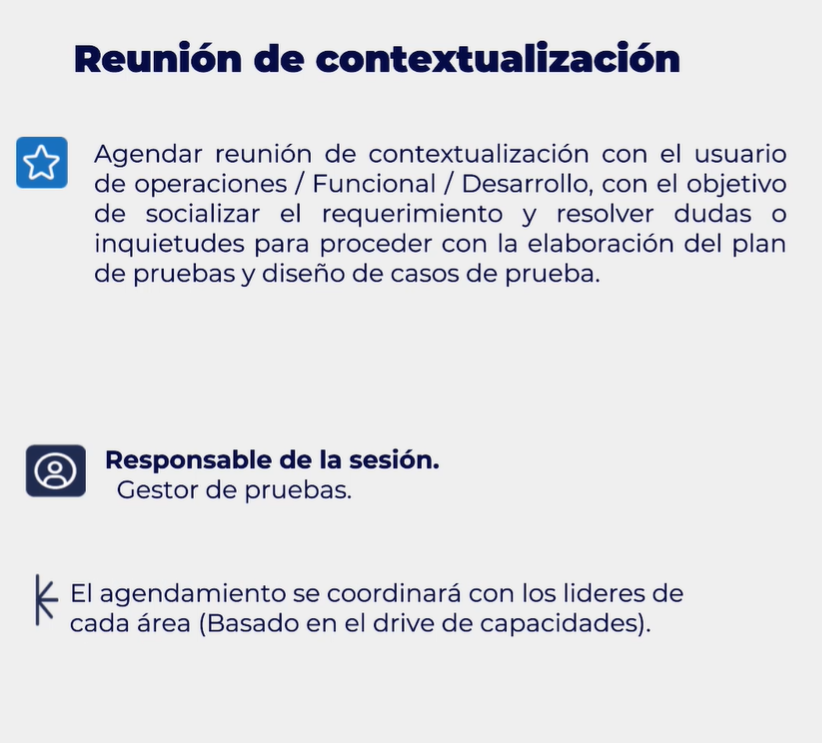 Reunión de contextualización
Agendar reunión de contextualización con el usuario
de operaciones / Funcional / Desarrollo, con el objetivo
de socializar el requerimiento y resolver dudas o
inquietudes para proceder con la elaboración del plan
de pruebas y diseño de casos de prueba.
Responsable de la sesión.
Gestor de pruebas.
El agendamiento se coordinará con los lideres de
cada área (Basado en el drive de capacidades).